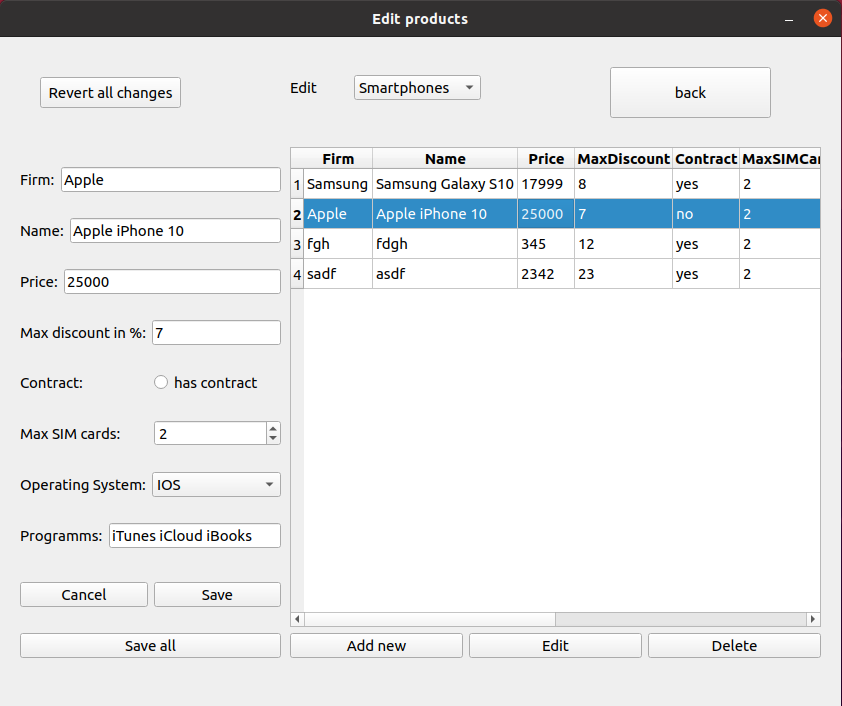 Edit products
Revert all changes
Edit
Smartphones
back
Firm: Apple
Name: Apple iPhone 10
Price: 25000
Max discount in %: 7
Contract: has contract
Max SIM cards: 2
Operating System: IOS
Programms: iTunes iCloud iBooks
Cancel Save
Save all
Firm Name Price MaxDiscount Contract MaxSIMCar
1 Samsung Samsung Galaxy S10 17999 8 yes 2
2 Apple Apple iPhone 10 25000 7 no 2
3 fgh fdgh 345 12 yes 2
4 sadf asdf 2342 23 yes 2
Add new Edit Delete